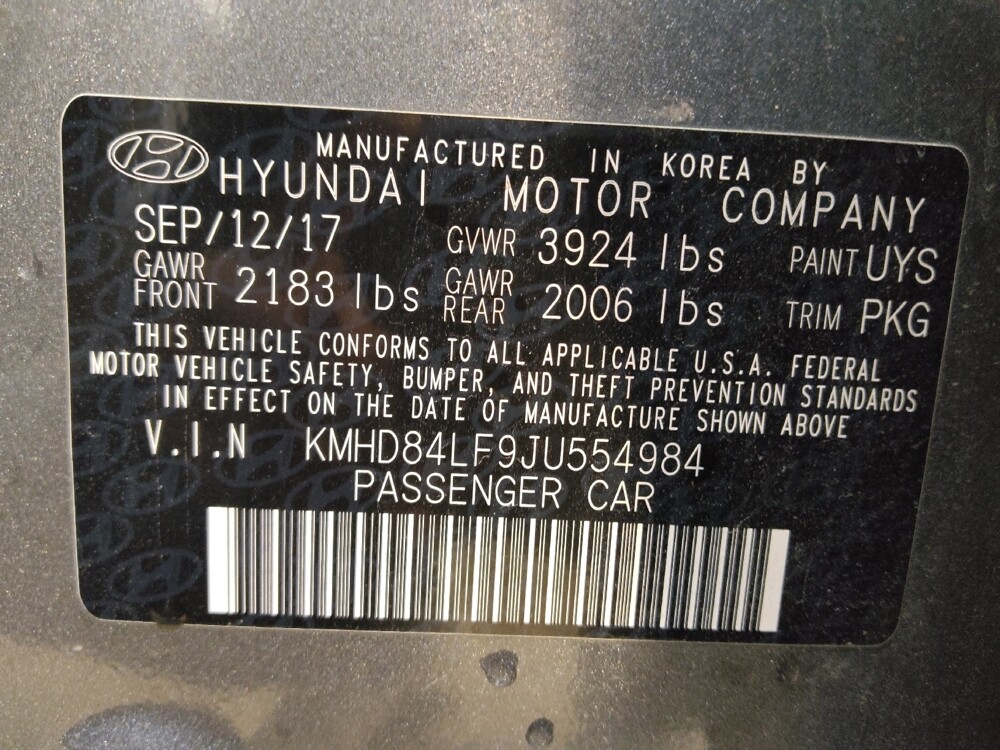 MANUFACTURED IN KOREA BY
HYUNDAI MOTOR COMPANY
SEP/12/17 GVWR 3924 lbs PAINT UYS
GAWR FRONT 2183 lbs GAWR REAR 2006 lbs TRIM PKG
THIS VEHICLE CONFORMS TO ALL APPLICABLE U.S.A. FEDERAL
MOTOR VEHICLE SAFETY, BUMPER, AND THEFT PREVENTION STANDARDS
IN EFFECT ON THE DATE OF MANUFACTURE SHOWN ABOVE
V.I.N KMHD84LF9JU554984
PASSENGER CAR